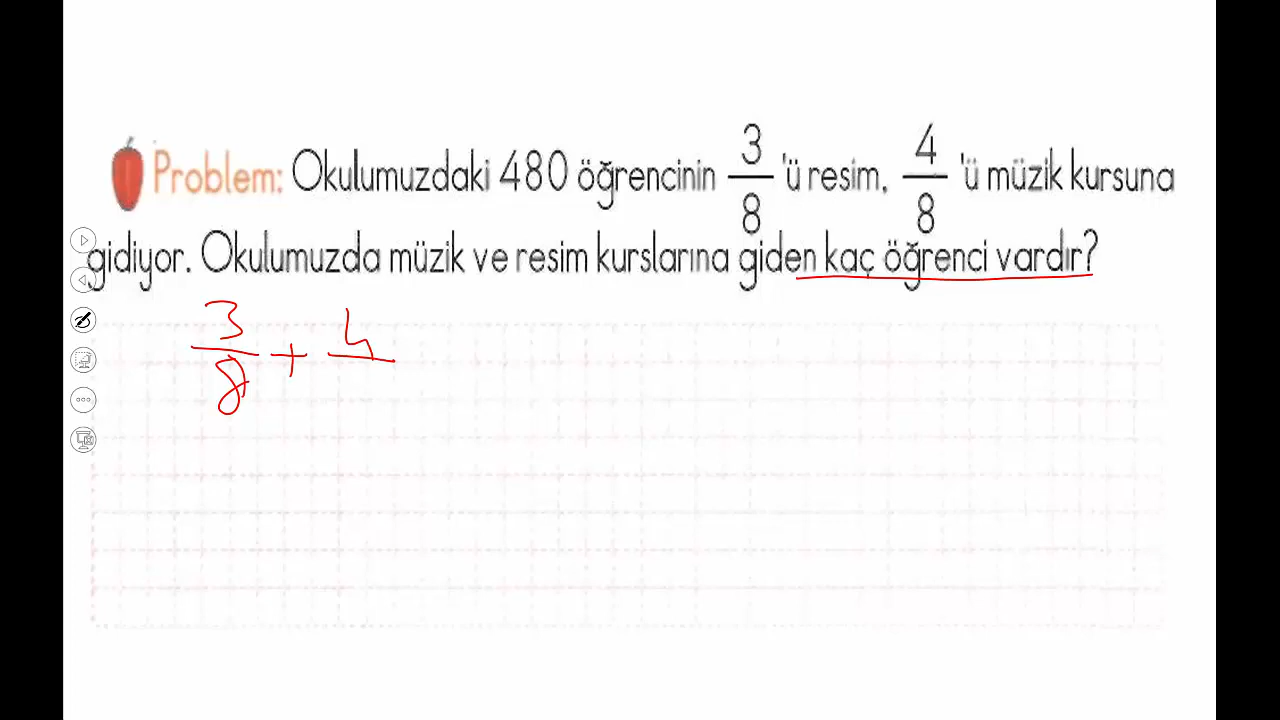 Problem: Okulumuzdaki 480 öğrencinin 3/8 'ü resim, 4/8 'ü müzik kursuna
gidiyor. Okulumuzda müzik ve resim kurslarına giden kaç öğrenci vardır?
3/8 + 4/